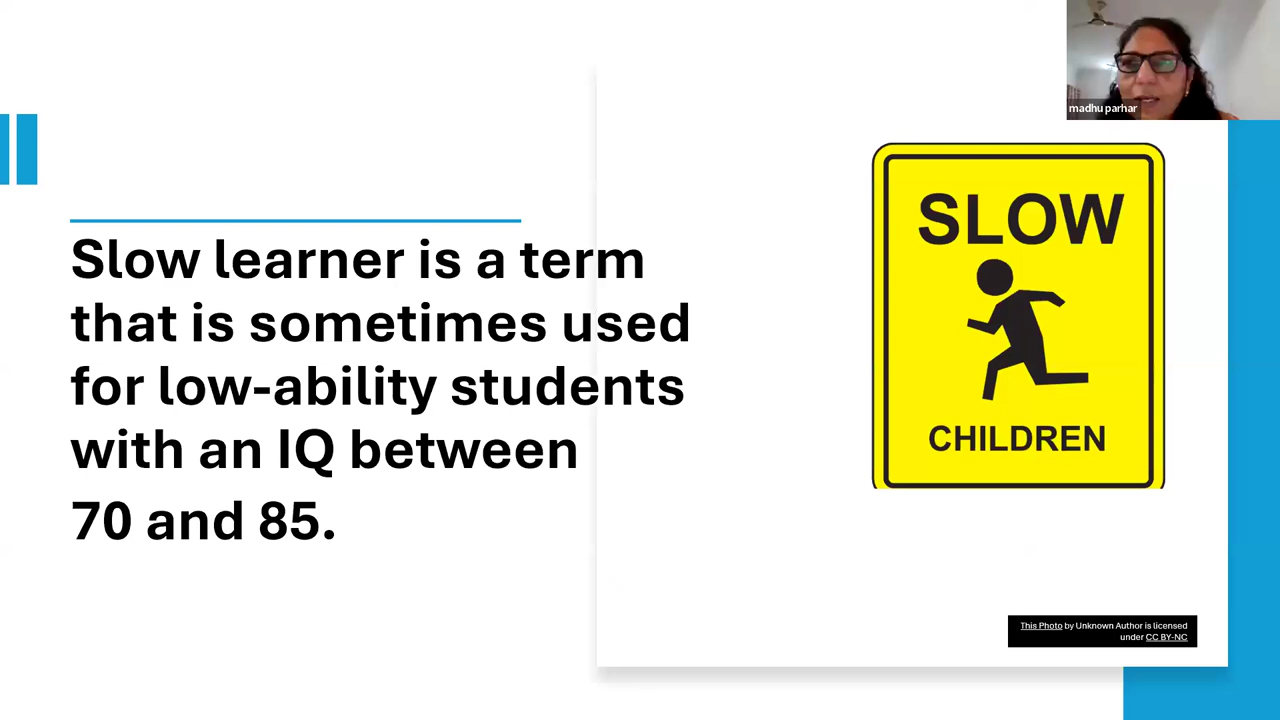 madhu parhar
Slow learner is a term
that is sometimes used
for low-ability students
with an IQ between
70 and 85.
SLOW
CHILDREN
This Photo by Unknown Author is licensed
under CC BY-NC